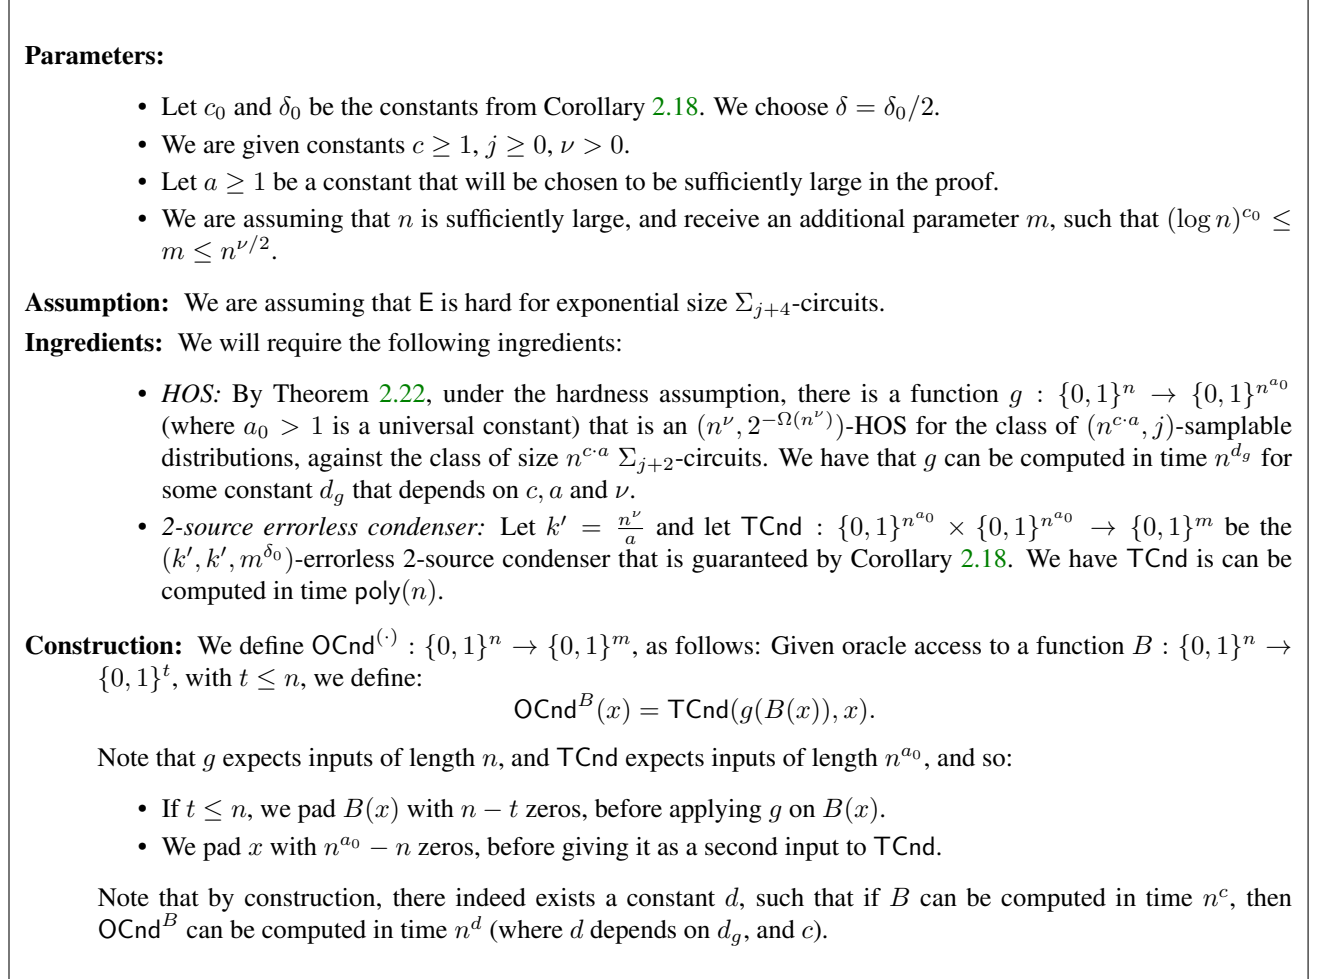 Parameters:
• Let c₀ and δ₀ be the constants from Corollary 2.18. We choose δ = δ₀/2.
• We are given constants c ≥ 1, j ≥ 0, ν > 0.
• Let a ≥ 1 be a constant that will be chosen to be sufficiently large in the proof.
• We are assuming that n is sufficiently large, and receive an additional parameter m, such that (log n)^{c₀} ≤
m ≤ n^{ν/2}.
Assumption: We are assuming that E is hard for exponential size Σ_{j+4}-circuits.
Ingredients: We will require the following ingredients:
• HOS: By Theorem 2.22, under the hardness assumption, there is a function g : {0, 1}^n → {0, 1}^{n^{a₀}}
(where a₀ > 1 is a universal constant) that is an (n^ν, 2^{−Ω(n^ν)})-HOS for the class of (n^{c·a}, j)-samplable
distributions, against the class of size n^{c·a} Σ_{j+2}-circuits. We have that g can be computed in time n^{d_g} for
some constant d_g that depends on c, a and ν.
• 2-source errorless condenser: Let k′ = n^ν/a and let TCnd : {0, 1}^{n^{a₀}} × {0, 1}^{n^{a₀}} → {0, 1}^m be the
(k′, k′, m^{δ₀})-errorless 2-source condenser that is guaranteed by Corollary 2.18. We have TCnd is can be
computed in time poly(n).
Construction: We define OCnd^{(·)} : {0, 1}^n → {0, 1}^m, as follows: Given oracle access to a function B : {0, 1}^n →
{0, 1}^t, with t ≤ n, we define:
OCnd^B(x) = TCnd(g(B(x)), x).
Note that g expects inputs of length n, and TCnd expects inputs of length n^{a₀}, and so:
• If t ≤ n, we pad B(x) with n − t zeros, before applying g on B(x).
• We pad x with n^{a₀} − n zeros, before giving it as a second input to TCnd.
Note that by construction, there indeed exists a constant d, such that if B can be computed in time n^c, then
OCnd^B can be computed in time n^d (where d depends on d_g, and c).